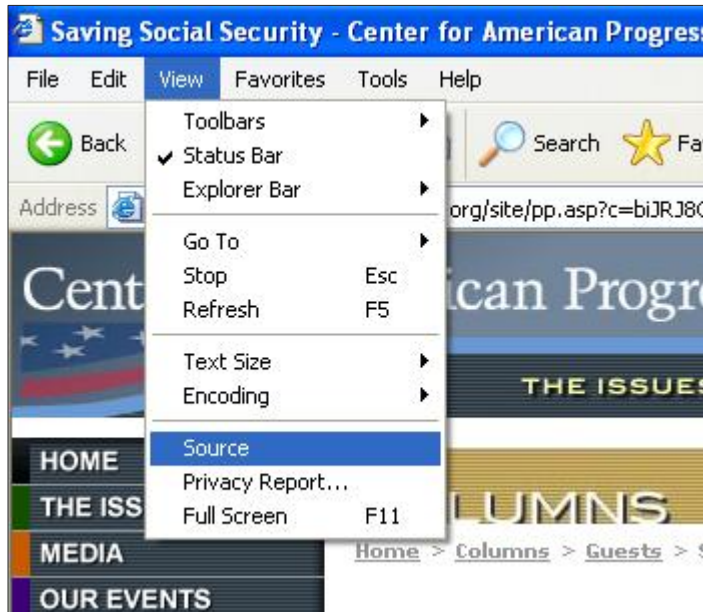 Saving Social Security - Center for American Progress
File Edit View Favorites Tools Help
Back Search
Address org/site/pp.asp?c=biJRJ8
Toolbars
Status Bar
Explorer Bar
Go To
Stop Esc
Refresh F5
Text Size
Encoding
Source
Privacy Report...
Full Screen F11
Cent ican Progr
THE ISSUES
HOME
THE ISS
MEDIA
OUR EVENTS
LUMNS
Home > Columns > Guests >